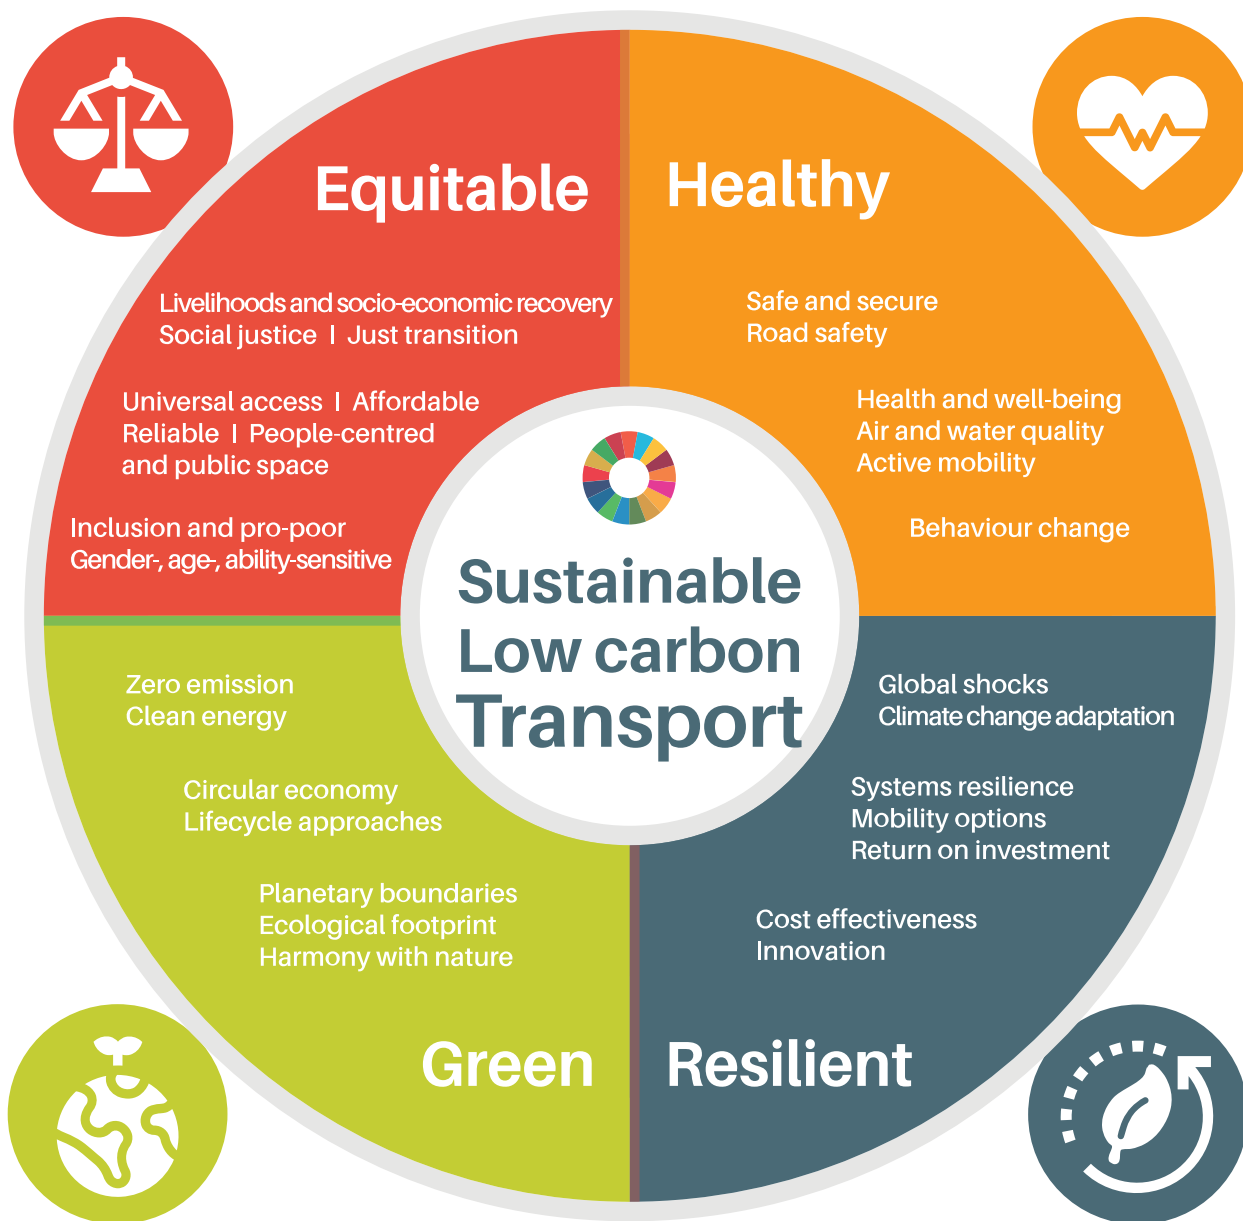 Equitable
Livelihoods and socio-economic recovery
Social justice I Just transition
Universal access I Affordable
Reliable I People-centred
and public space
Inclusion and pro-poor
Gender-, age-, ability-sensitive
Healthy
Safe and secure
Road safety
Health and well-being
Air and water quality
Active mobility
Behaviour change
Sustainable
Low carbon
Transport
Zero emission
Clean energy
Circular economy
Lifecycle approaches
Planetary boundaries
Ecological footprint
Harmony with nature
Green
Global shocks
Climate change adaptation
Systems resilience
Mobility options
Return on investment
Cost effectiveness
Innovation
Resilient